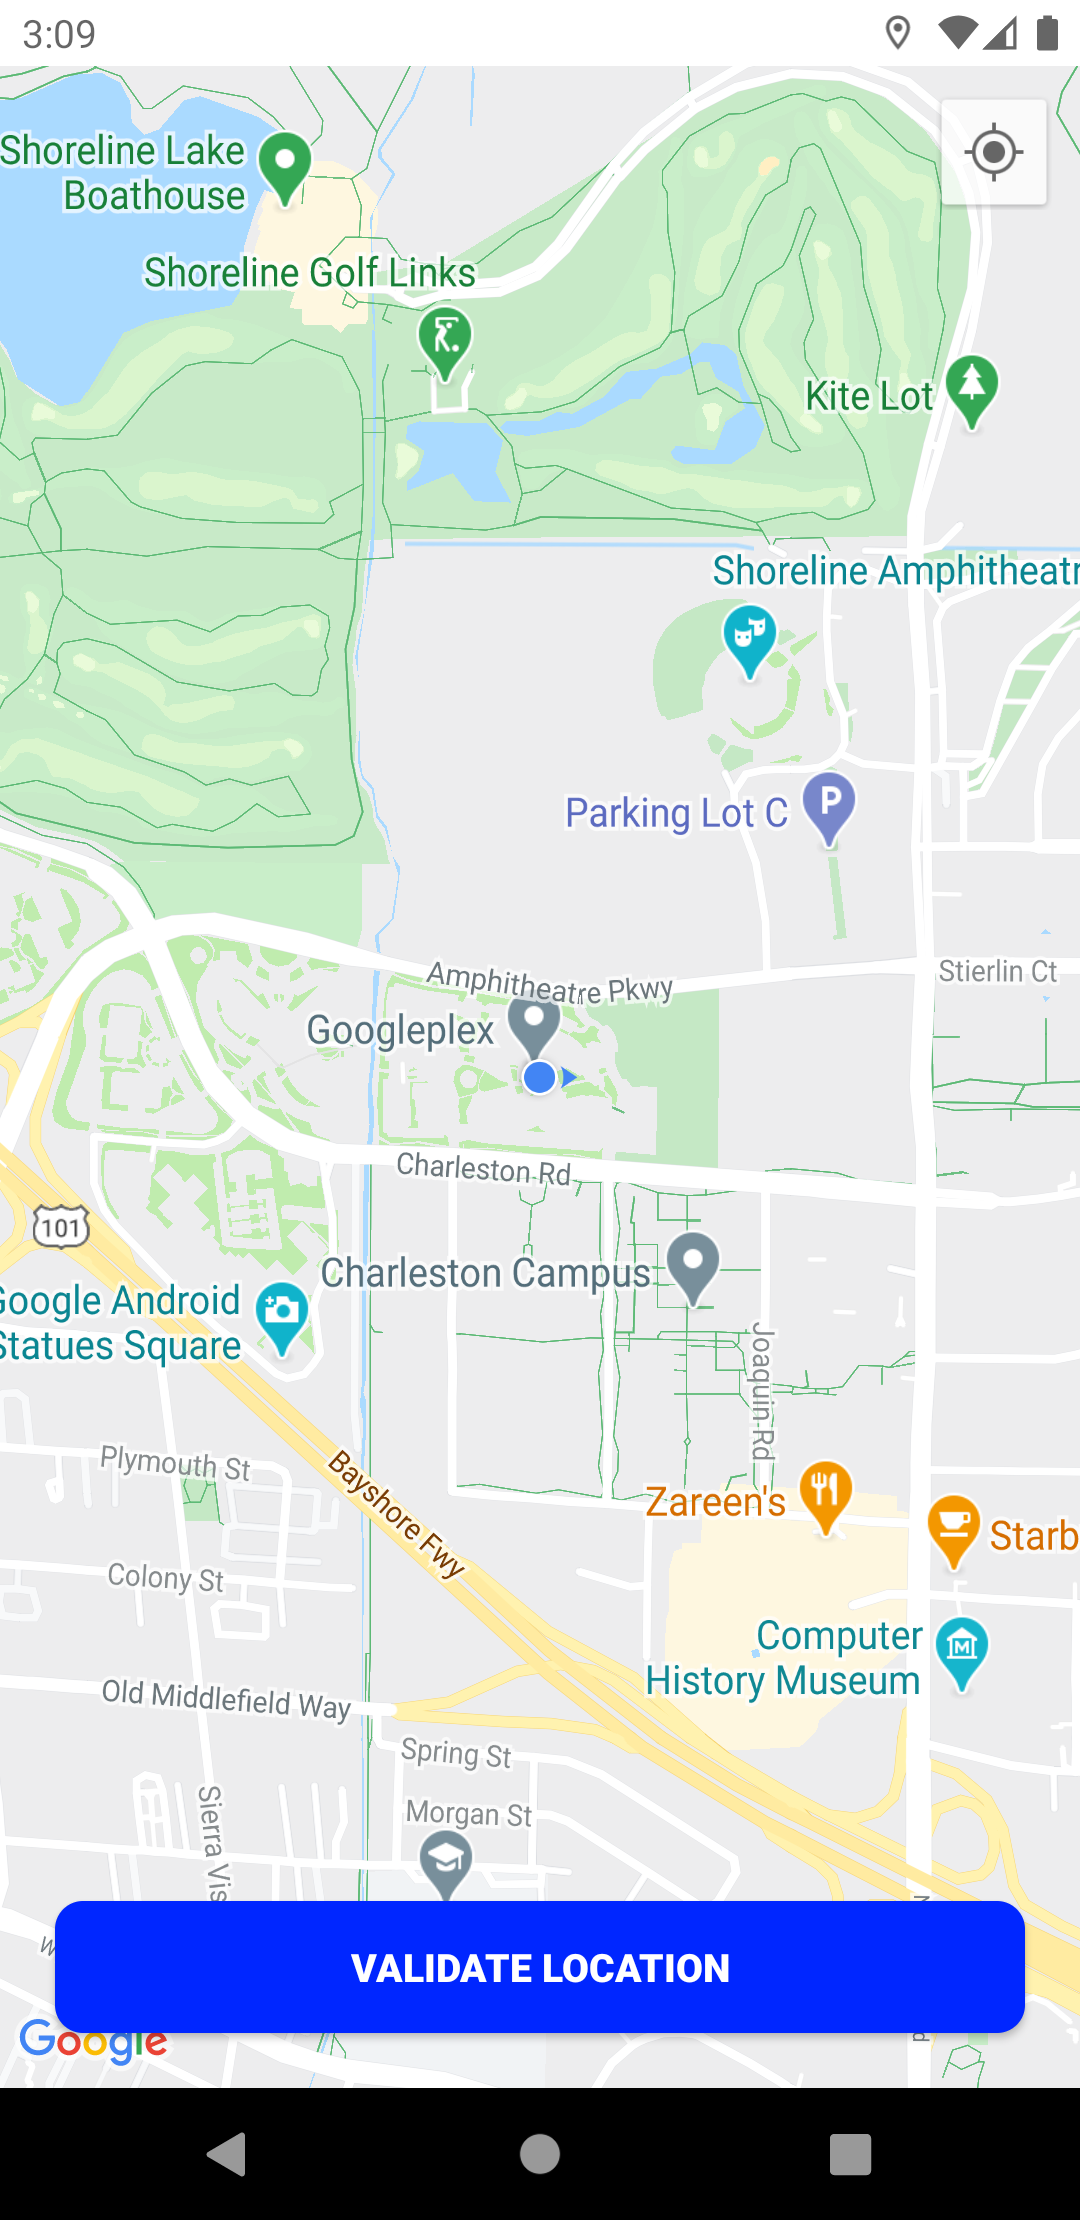 3:09
Shoreline Lake
Boathouse
Shoreline Golf Links
Kite Lot
Shoreline Amphitheatr
P
Parking Lot C
Amphitheatre Pkwy
Stierlin Ct
Googleplex
Charleston Rd
101
Charleston Campus
Google Android
Statues Square
Joaquin Rd
Plymouth St
Bayshore Fwy
Zareen's
Starb
Colony St
Computer
History Museum
M
Old Middlefield Way
Spring St
Morgan St
Sierra Vis
VALIDATE LOCATION
Google